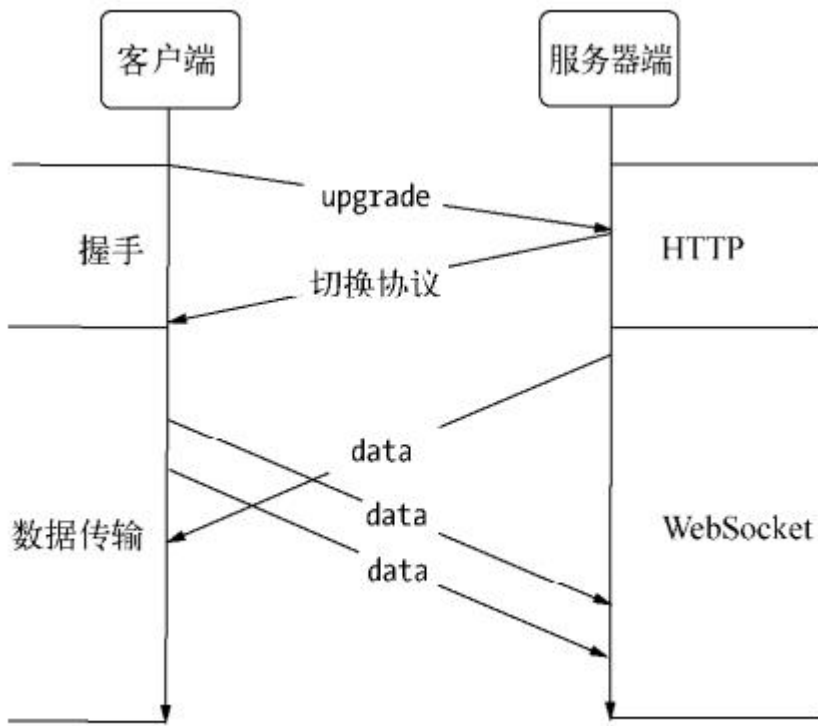 客户端
服务器端
upgrade
握手
HTTP
切换协议
data
data
数据传输
WebSocket
data